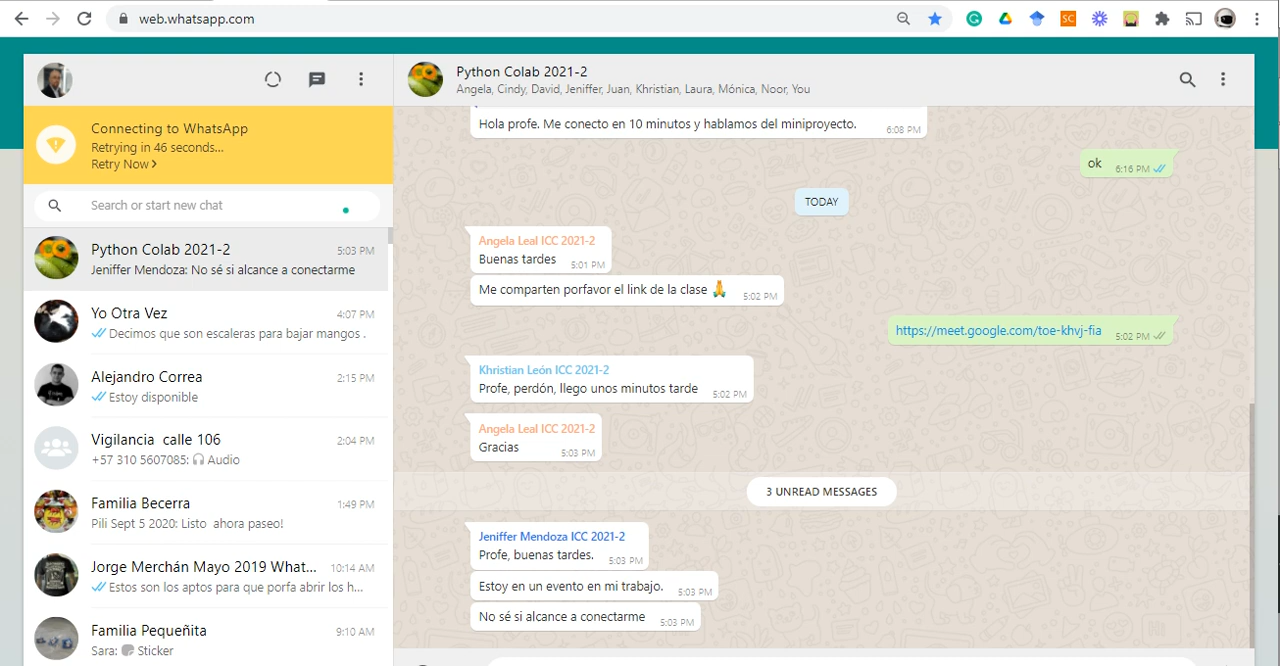 web.whatsapp.com
SC
Connecting to WhatsApp
Retrying in 46 seconds...
Retry Now
Search or start new chat
Python Colab 2021-2
5:03 PM
Jeniffer Mendoza: No sé si alcance a conectarme
Yo Otra Vez
4:07 PM
Decimos que son escaleras para bajar mangos .
Alejandro Correa
2:15 PM
Estoy disponible
Vigilancia calle 106
2:04 PM
+57 310 5607085: Audio
Familia Becerra
1:49 PM
Pili Sept 5 2020: Listo ahora paseo!
Jorge Merchán Mayo 2019 What...
10:14 AM
Estos son los aptos para que porfa abrir los h...
Familia Pequeñita
9:10 AM
Sara: Sticker
Python Colab 2021-2
Angela, Cindy, David, Jeniffer, Juan, Khristian, Laura, Mónica, Noor, You
Hola profe. Me conecto en 10 minutos y hablamos del miniproyecto.
6:08 PM
ok
6:16 PM
TODAY
Angela Leal ICC 2021-2
Buenas tardes
5:01 PM
Me comparten porfavor el link de la clase 🙏
5:02 PM
https://meet.google.com/toe-khvj-fia
5:02 PM
Khristian León ICC 2021-2
Profe, perdón, llego unos minutos tarde
5:02 PM
Angela Leal ICC 2021-2
Gracias
5:03 PM
3 UNREAD MESSAGES
Jeniffer Mendoza ICC 2021-2
Profe, buenas tardes.
5:03 PM
Estoy en un evento en mi trabajo.
5:03 PM
No sé si alcance a conectarme
5:03 PM